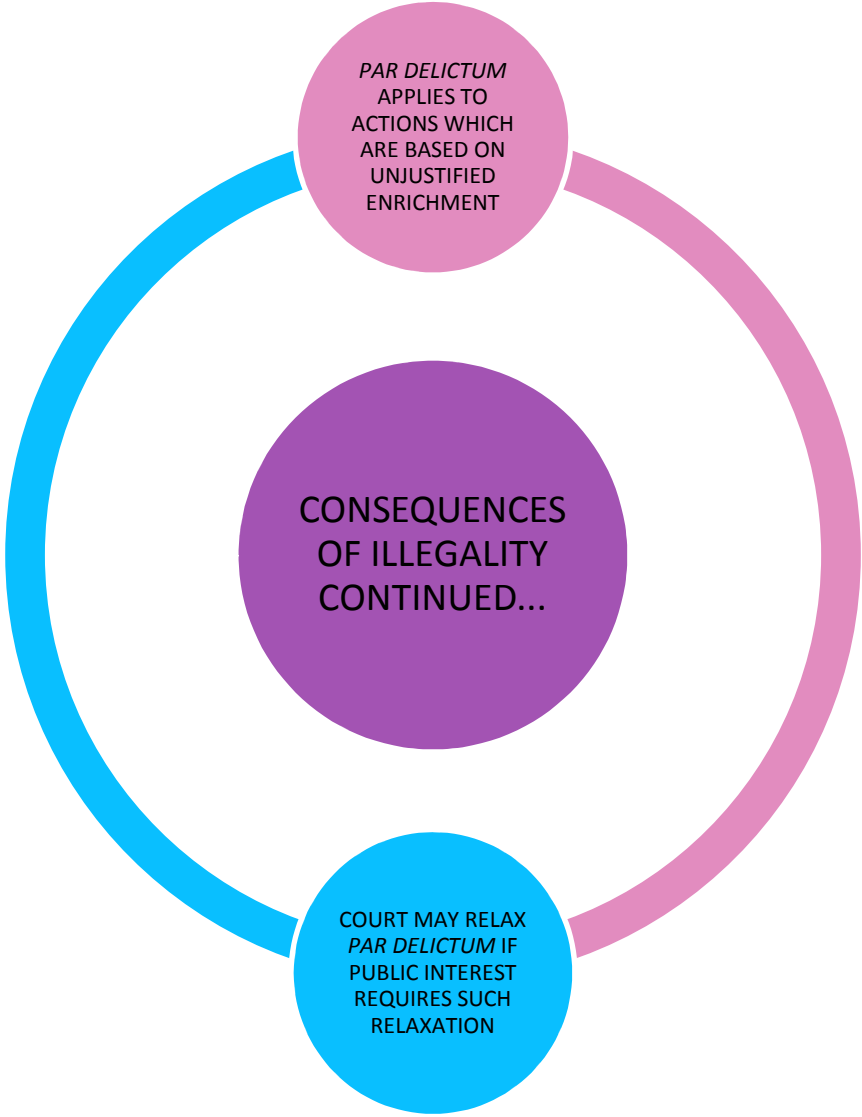 PAR DELICTUM
APPLIES TO
ACTIONS WHICH
ARE BASED ON
UNJUSTIFIED
ENRICHMENT
CONSEQUENCES
OF ILLEGALITY
CONTINUED...
COURT MAY RELAX
PAR DELICTUM IF
PUBLIC INTEREST
REQUIRES SUCH
RELAXATION